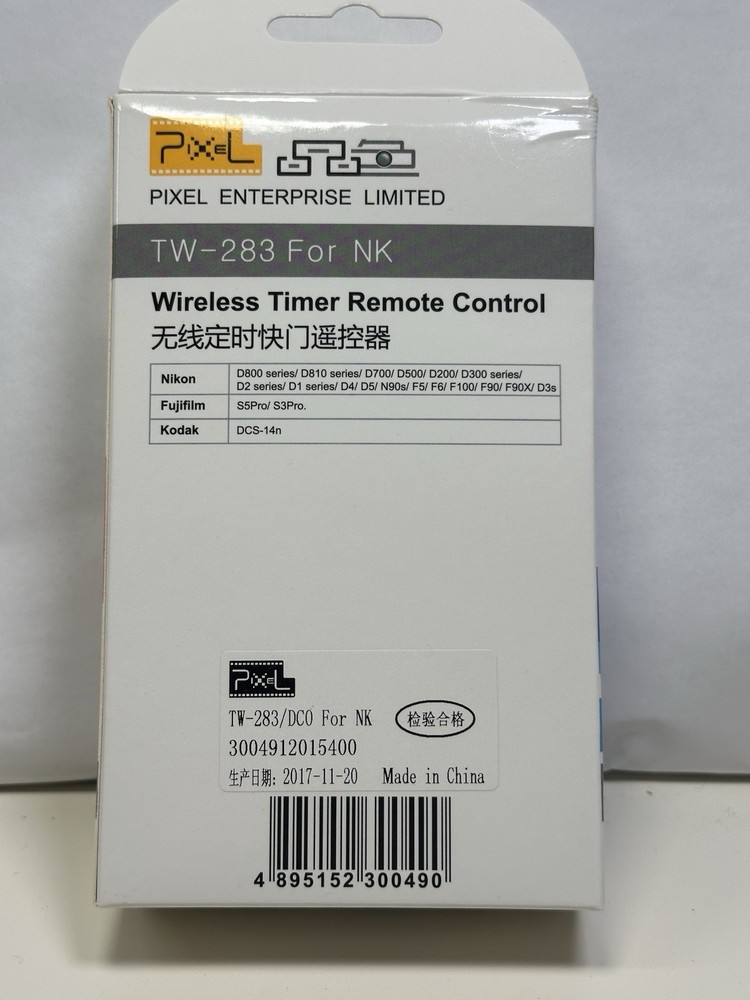 PIXEL 品色
PIXEL ENTERPRISE LIMITED
TW-283 For NK
Wireless Timer Remote Control
无线定时快门遥控器
Nikon D800 series/ D810 series/ D700/ D500/ D200/ D300 series/
D2 series/ D1 series/ D4/ D5/ N90s/ F5/ F6/ F100/ F90/ F90X/ D3s
Fujifilm S5Pro/ S3Pro.
Kodak DCS-14n
PIXEL
TW-283/DC0 For NK 检验合格
3004912015400
生产日期: 2017-11-20 Made in China
4 895152 300490